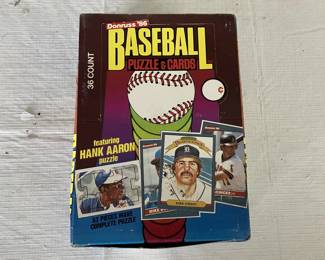 Donruss '86
BASEBALL
PUZZLE & CARDS
36 COUNT
featuring
HANK AARON
puzzle
63 PIECES MAKE
COMPLETE PUZZLE